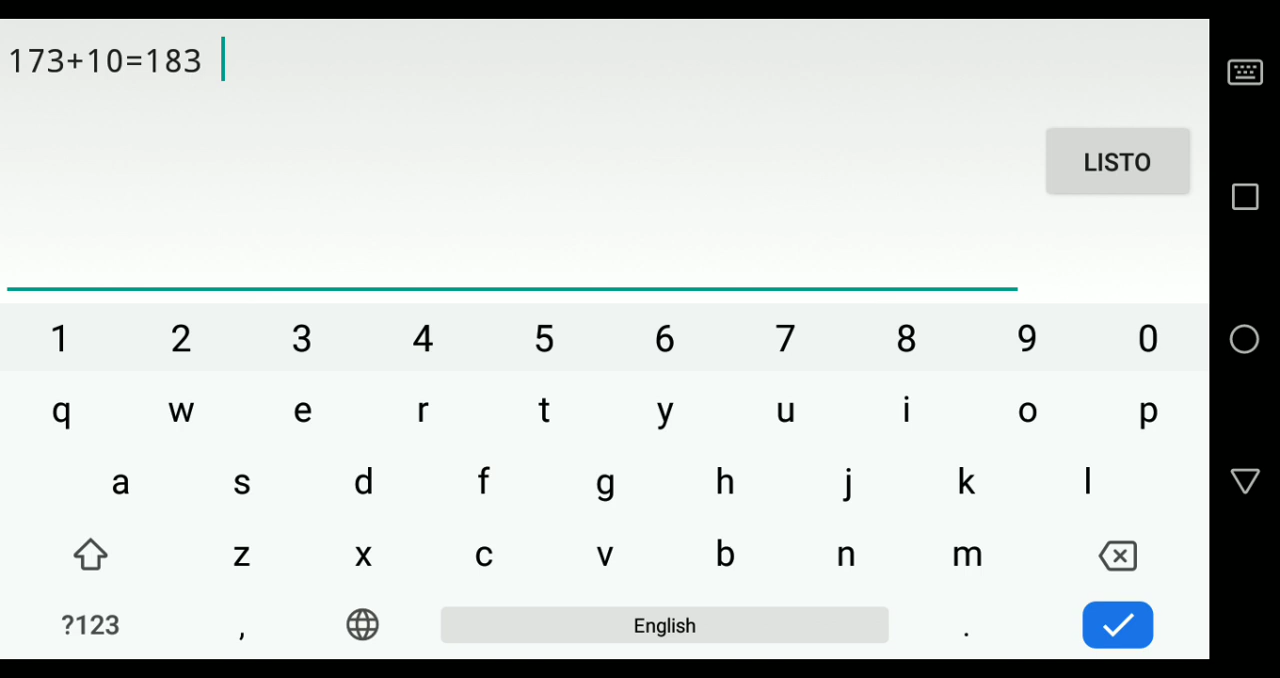 173+10=183
LISTO
1 2 3 4 5 6 7 8 9 0
q w e r t y u i o p
a s d f g h j k l
z x c v b n m
?123 , English .